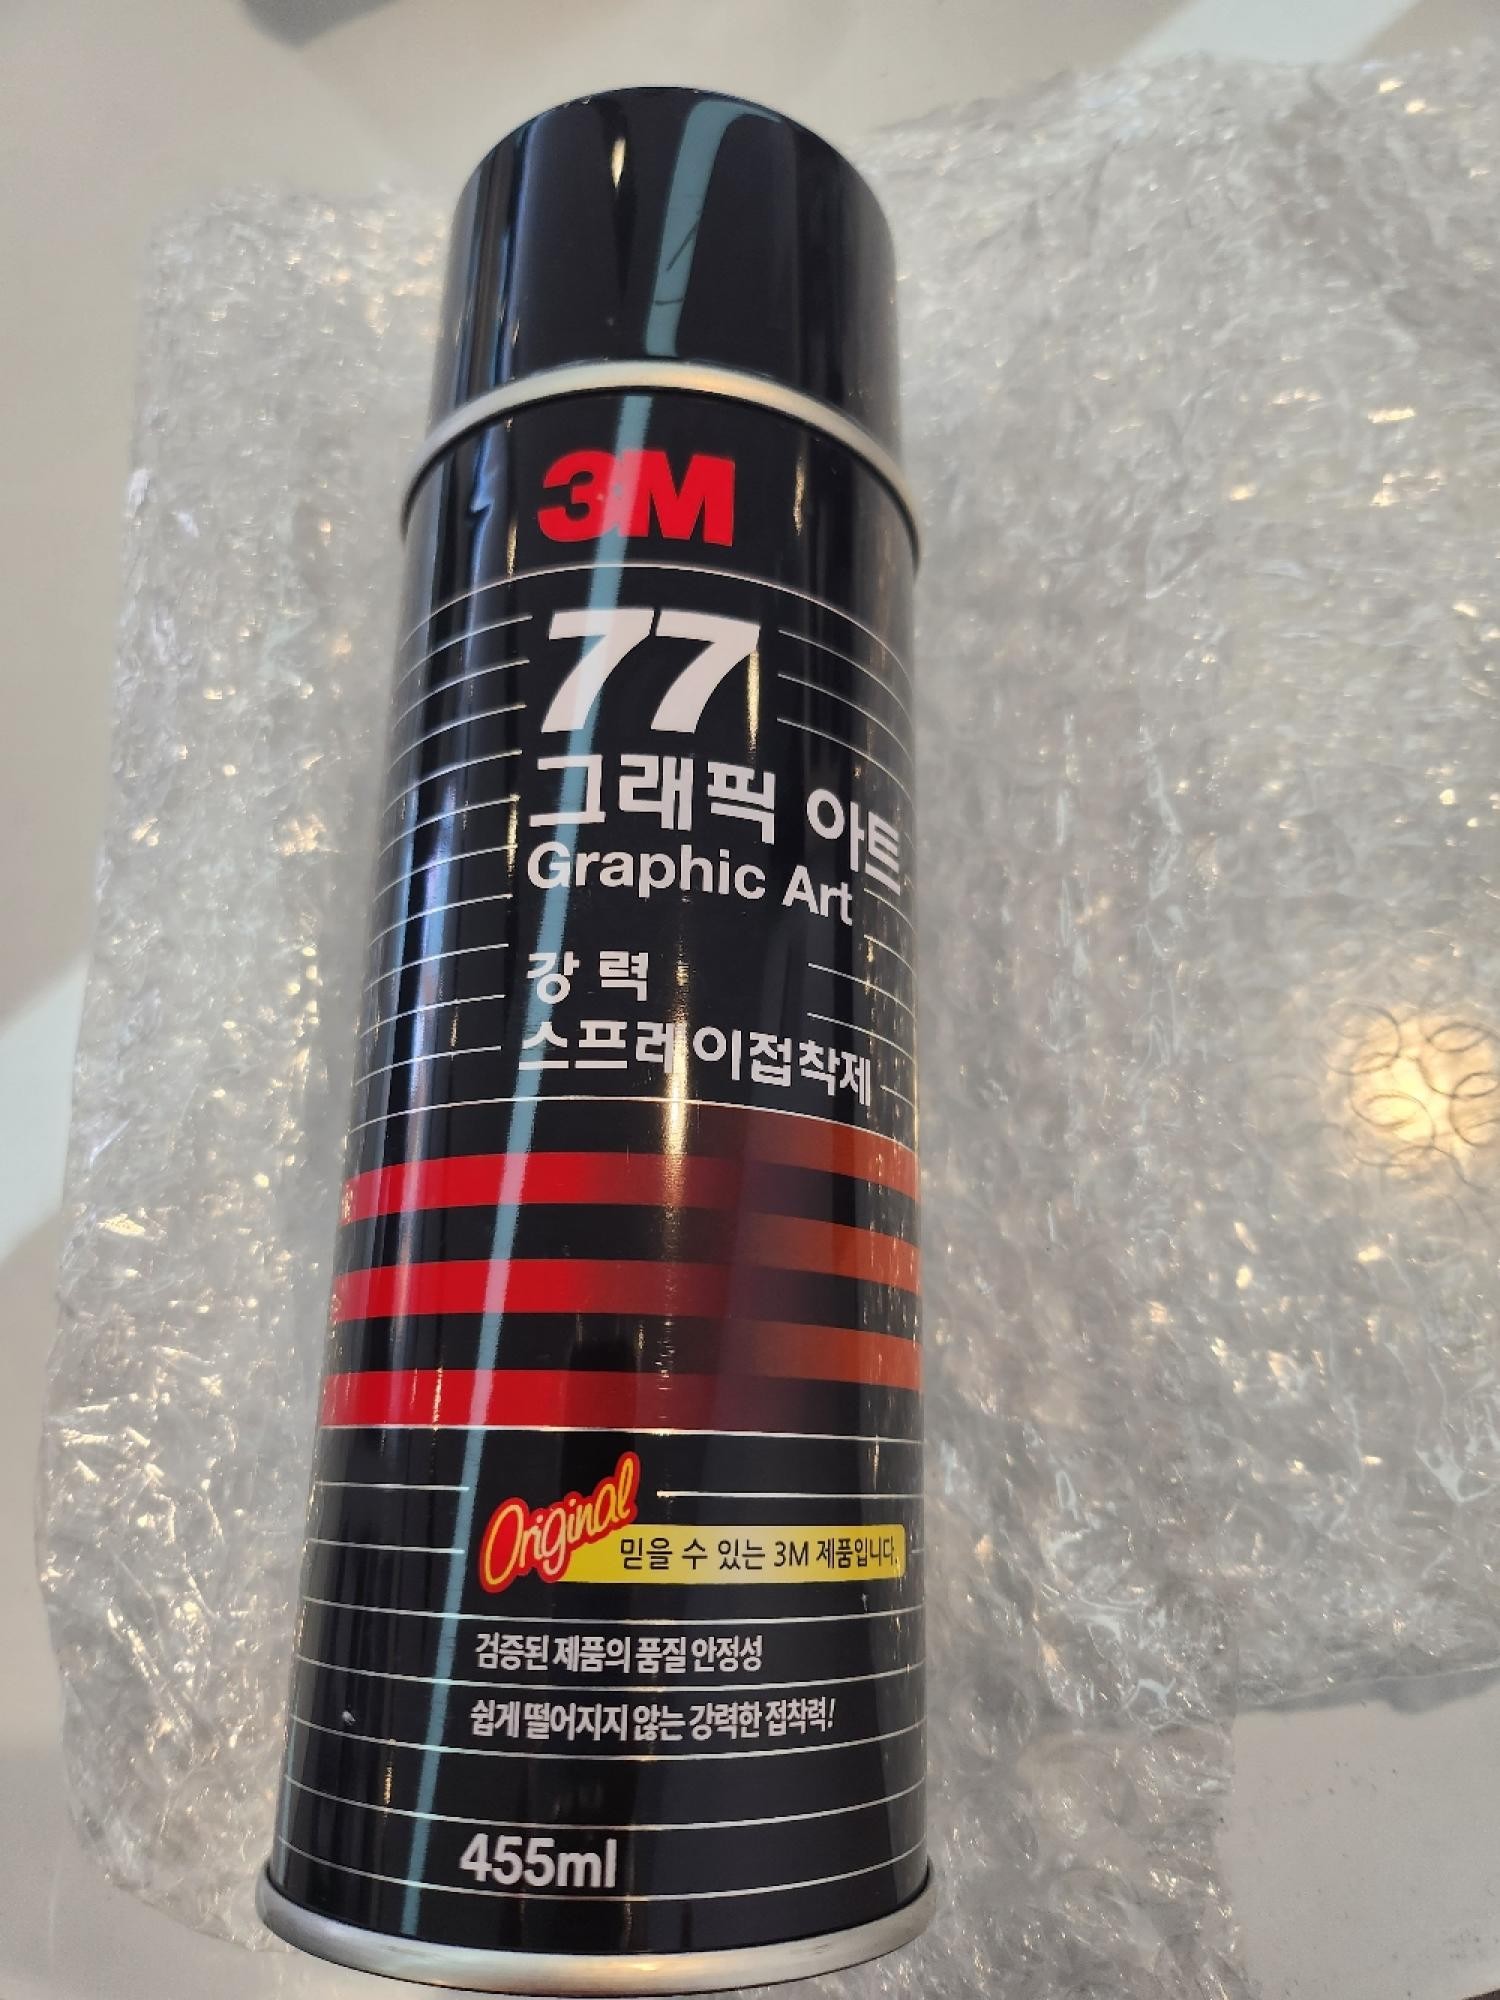 3M
77
그래픽 아트
Graphic Art
강 력
스프레이접착제
Original
믿을 수 있는 3M 제품입니다.
검증된 제품의 품질 안정성
쉽게 떨어지지 않는 강력한 접착력!
455ml